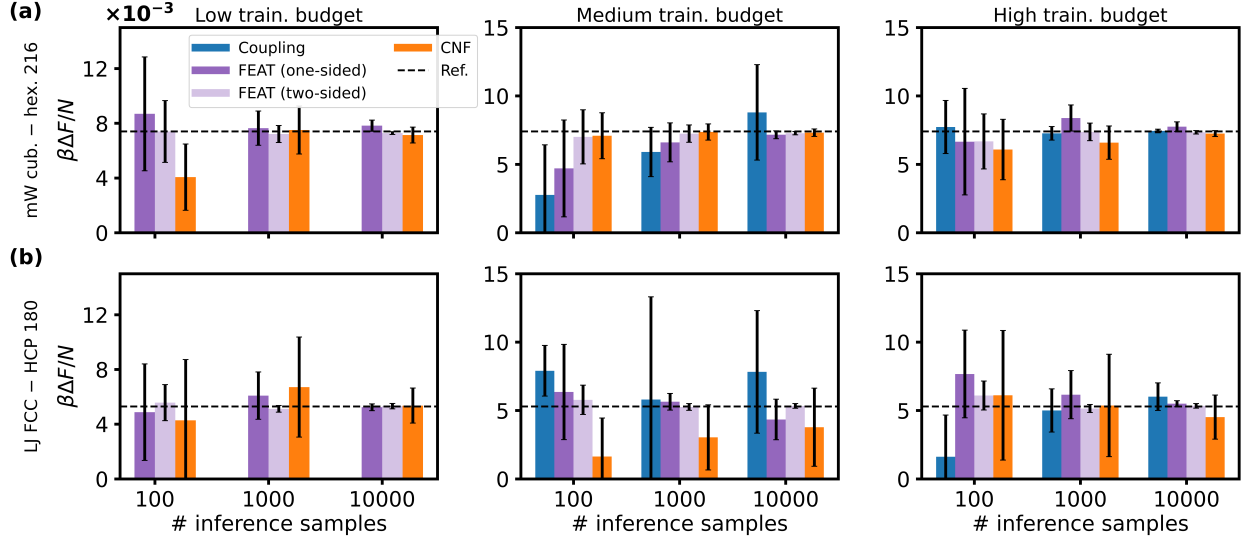 (a)
×10−3
Low train. budget
Medium train. budget
High train. budget
mW cub. − hex. 216
βΔF/N
12
8
4
0
Coupling
FEAT (one-sided)
FEAT (two-sided)
CNF
Ref.
15
10
5
0
15
10
5
0
(b)
LJ FCC − HCP 180
βΔF/N
12
8
4
0
100 1000 10000
# inference samples
15
10
5
0
100 1000 10000
# inference samples
15
10
5
0
100 1000 10000
# inference samples